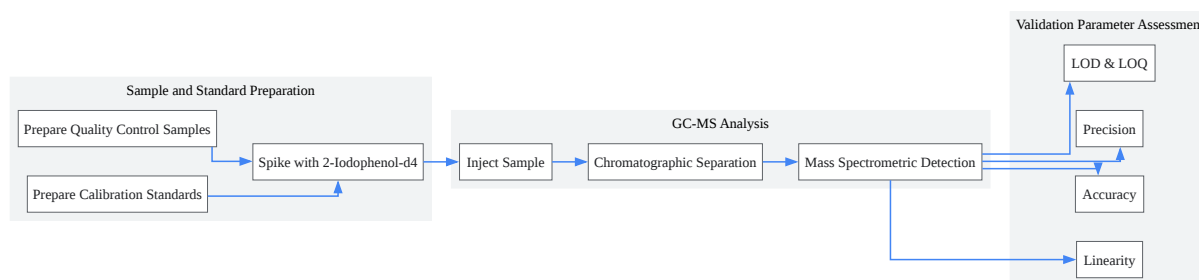 Sample and Standard Preparation
Prepare Quality Control Samples
Prepare Calibration Standards
Spike with 2-Iodophenol-d4
GC-MS Analysis
Inject Sample
Chromatographic Separation
Mass Spectrometric Detection
Validation Parameter Assessmen
LOD & LOQ
Precision
Accuracy
Linearity